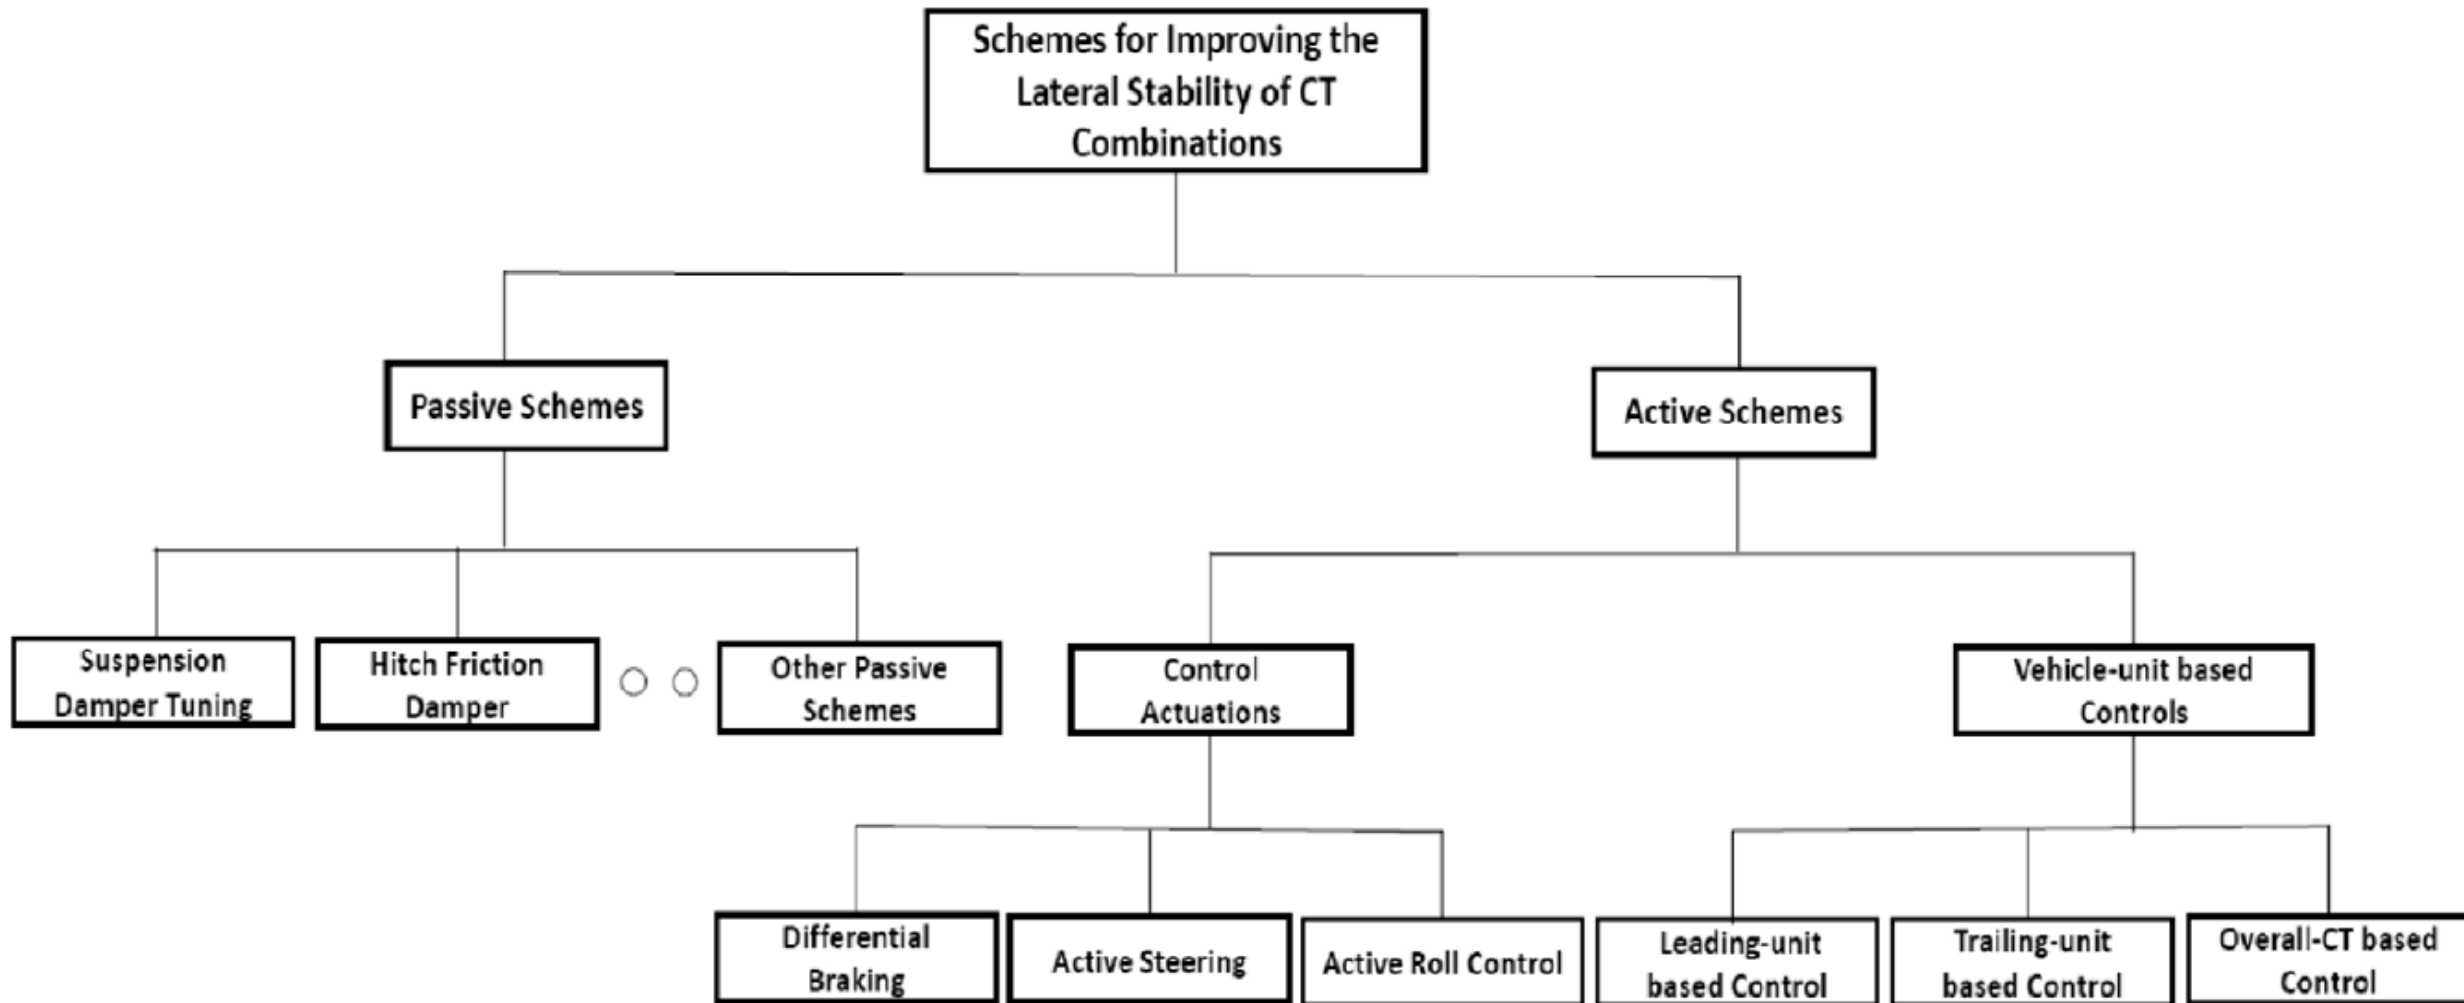 Schemes for Improving the
Lateral Stability of CT
Combinations
Passive Schemes
Active Schemes
Suspension
Damper Tuning
Hitch Friction
Damper
Other Passive
Schemes
Control
Actuations
Vehicle-unit based
Controls
Differential
Braking
Active Steering
Active Roll Control
Leading-unit
based Control
Trailing-unit
based Control
Overall-CT based
Control